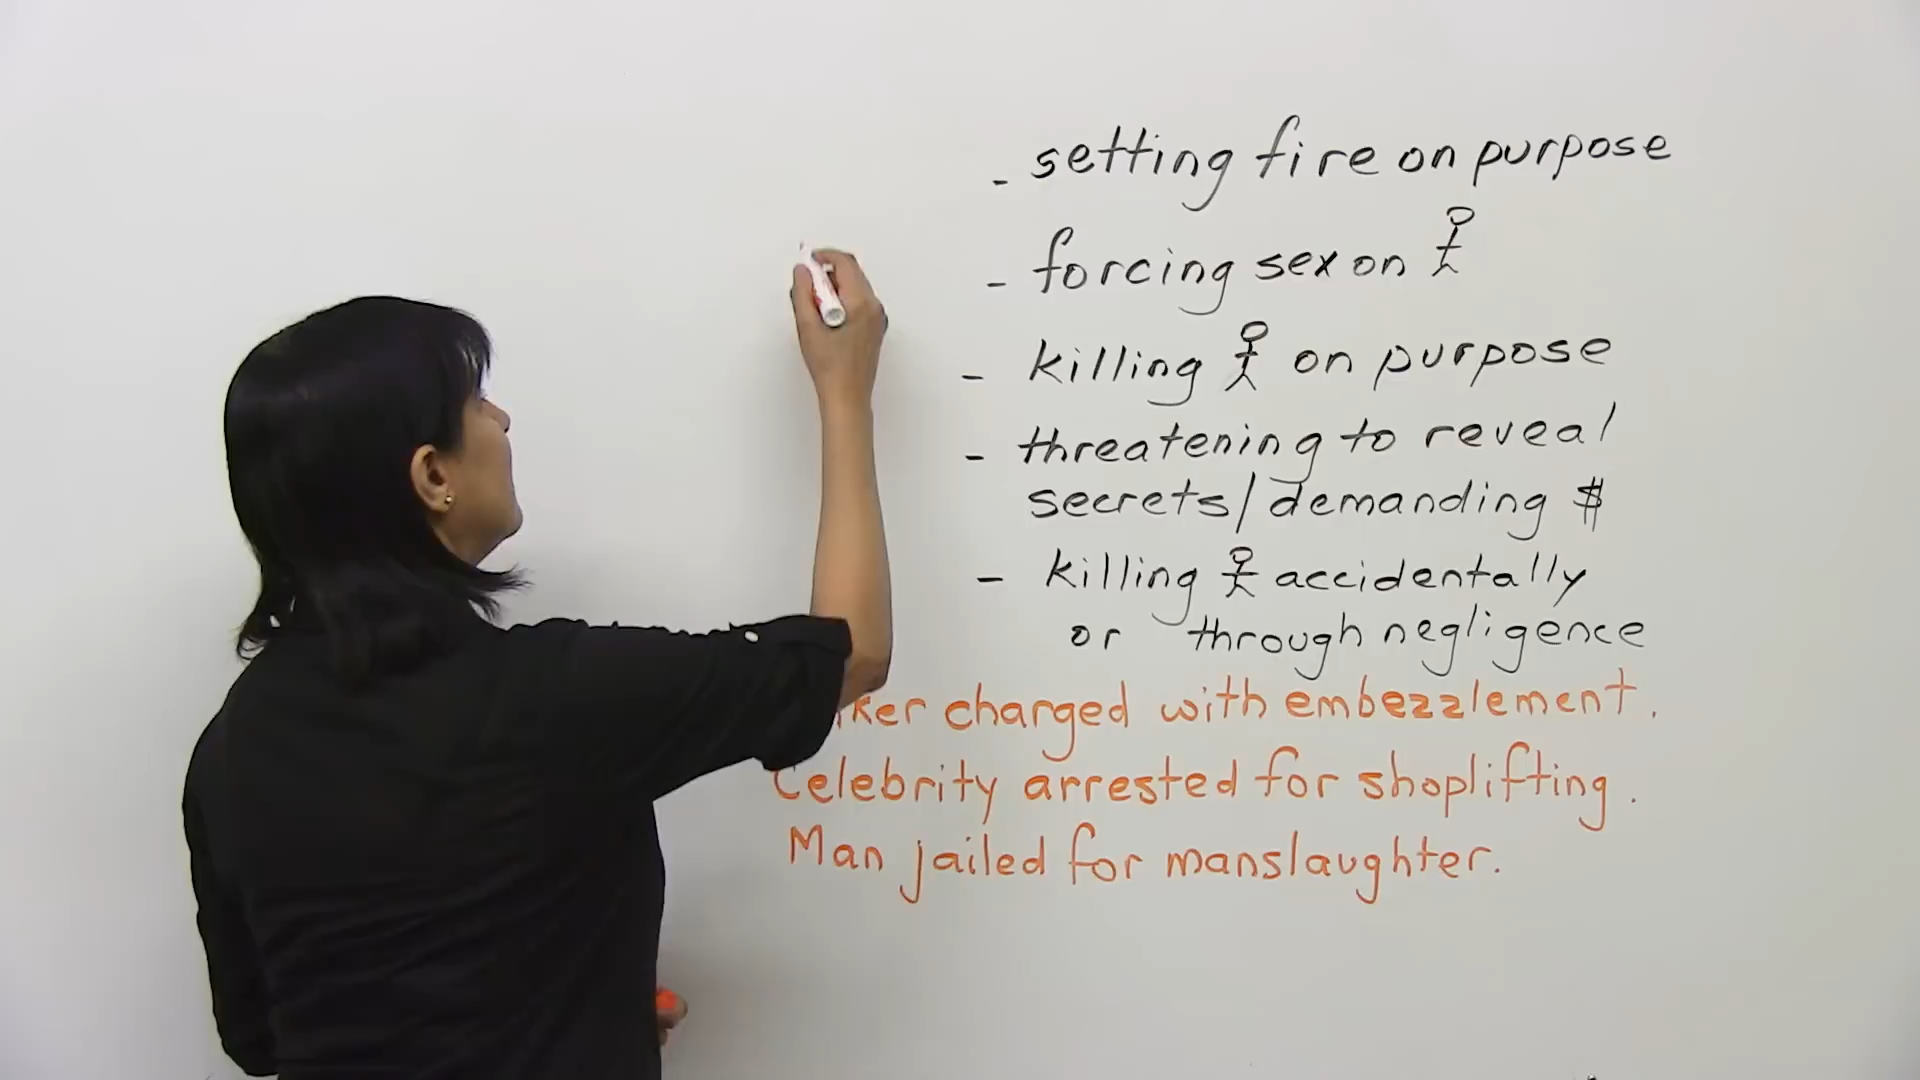 - setting fire on purpose
- forcing sex on
- killing on purpose
- threatening to reveal
secrets/demanding $
- killing accidentally
or through negligence
charged with embezzlement.
Celebrity arrested for shoplifting.
Man jailed for manslaughter.